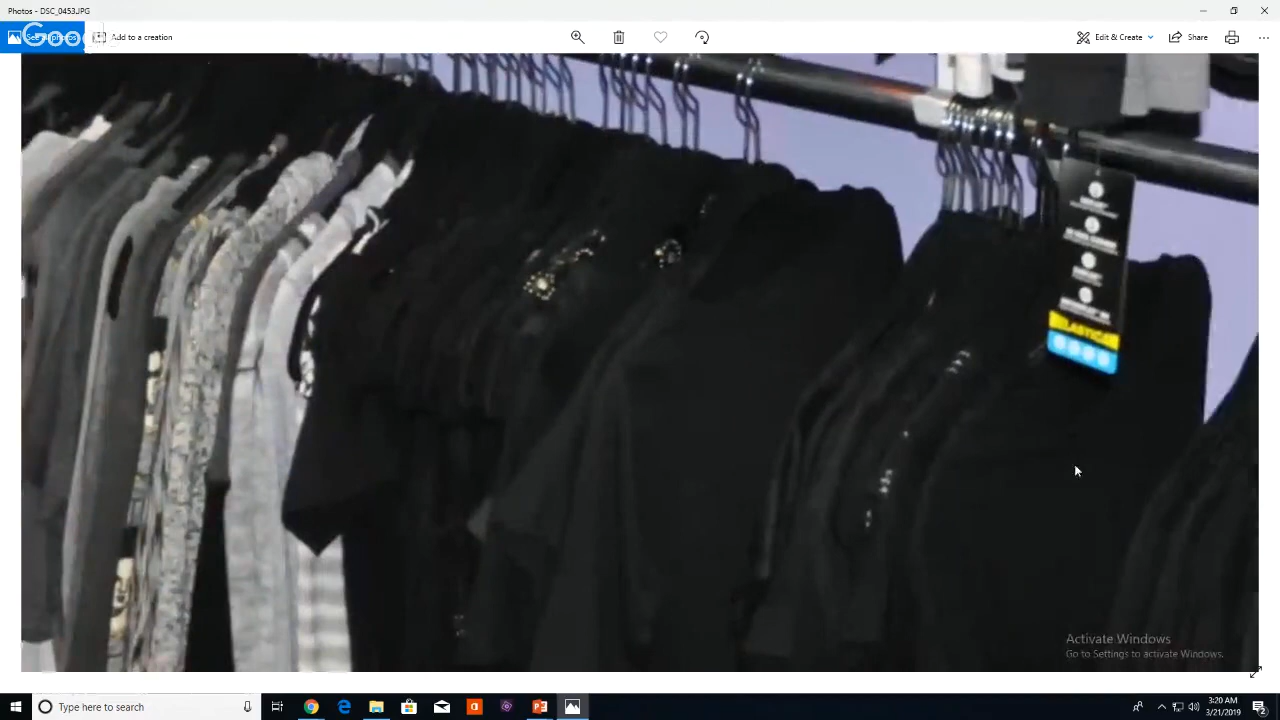 Photos - DSC_0453.JPG
Add to a creation
Edit & Create
Share
Activate Windows
Go to Settings to activate Windows.
Type here to search
3:20 AM
3/21/2019